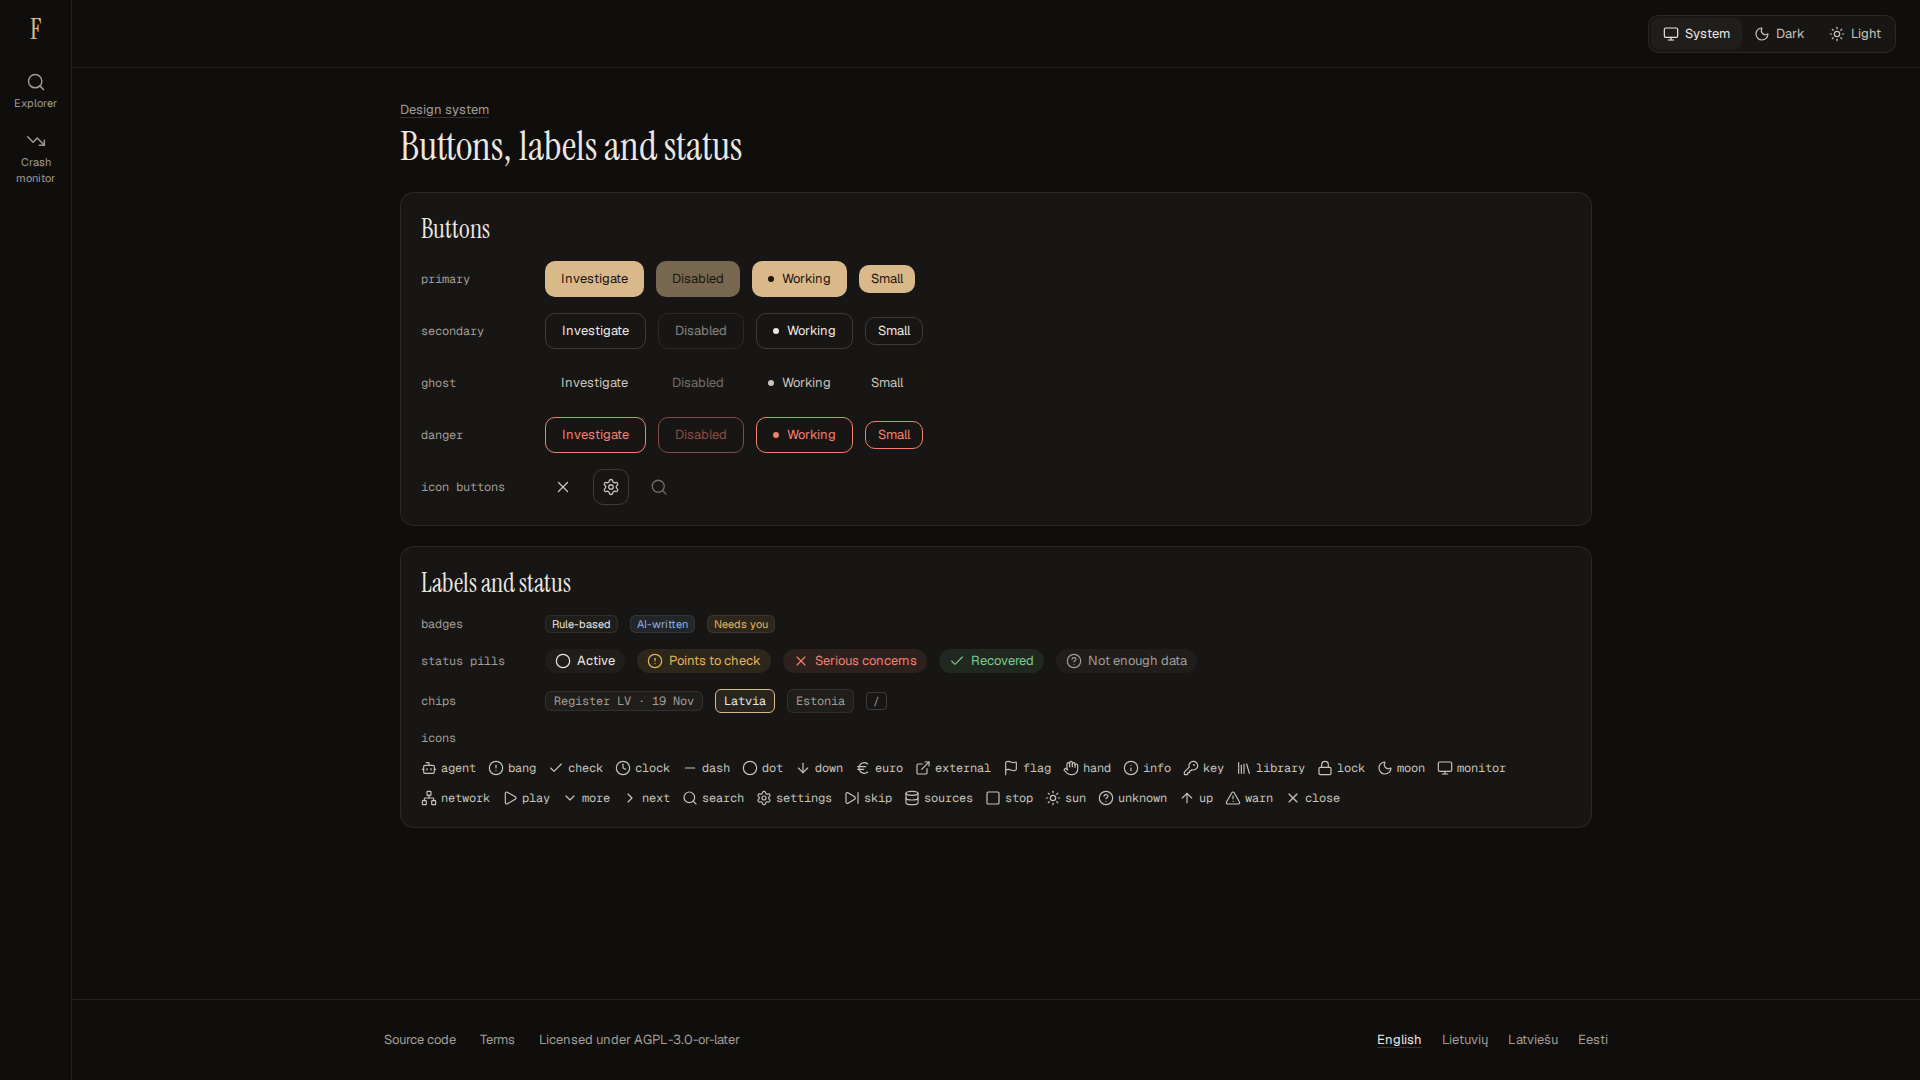 F
System Dark Light
Explorer
Crash
monitor
Design system
Buttons, labels and status
Buttons
primary Investigate Disabled Working Small
secondary Investigate Disabled Working Small
ghost Investigate Disabled Working Small
danger Investigate Disabled Working Small
icon buttons
Labels and status
badges Rule-based AI-written Needs you
status pills Active Points to check Serious concerns Recovered Not enough data
chips Register LV · 19 Nov Latvia Estonia /
icons
agent bang check clock dash dot down euro external flag hand info key library lock moon monitor
network play more next search settings skip sources stop sun unknown up warn close
Source code Terms Licensed under AGPL-3.0-or-later English Lietuvių Latviešu Eesti